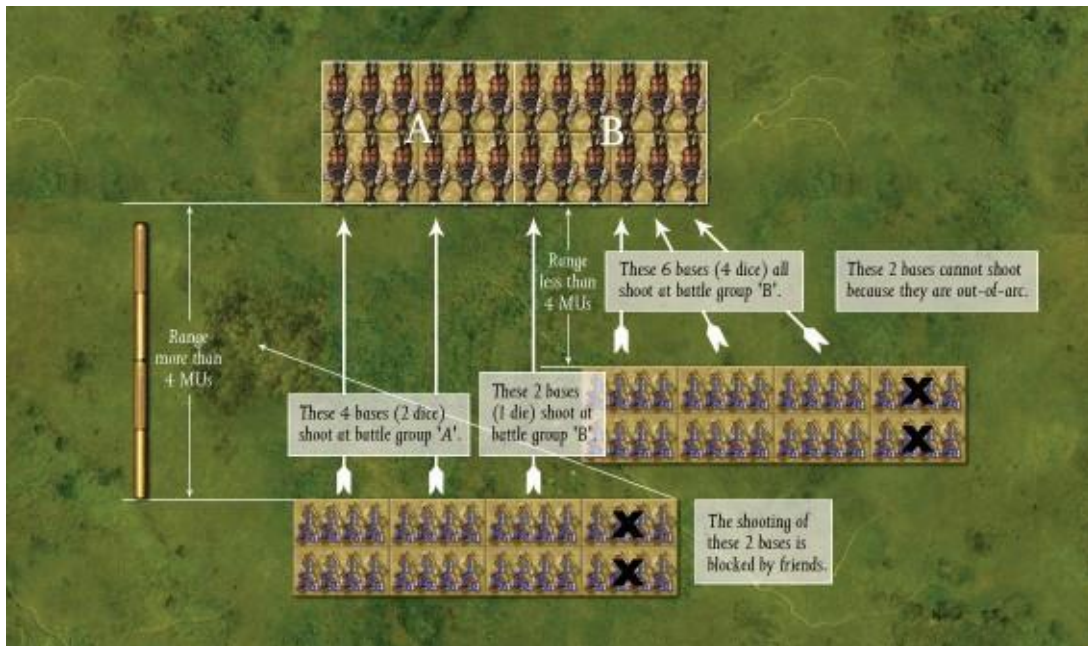 A
B
Range
less than
4 MUs
These 6 bases (4 dice) all
shoot at battle group 'B'.
These 2 bases cannot shoot
because they are out-of-arc.
Range
more than
4 MUs
These 4 bases (2 dice)
shoot at battle group 'A'.
These 2 bases
(1 die) shoot at
battle group 'B'.
The shooting of
these 2 bases is
blocked by friends.